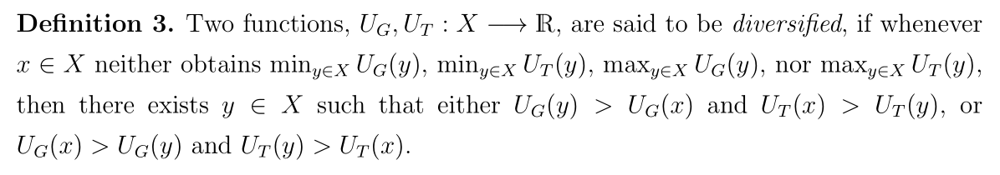 Definition 3. Two functions, U_G, U_T : X ⟶ ℝ, are said to be diversified, if whenever
x ∈ X neither obtains min_{y∈X} U_G(y), min_{y∈X} U_T(y), max_{y∈X} U_G(y), nor max_{y∈X} U_T(y),
then there exists y ∈ X such that either U_G(y) > U_G(x) and U_T(x) > U_T(y), or
U_G(x) > U_G(y) and U_T(y) > U_T(x).